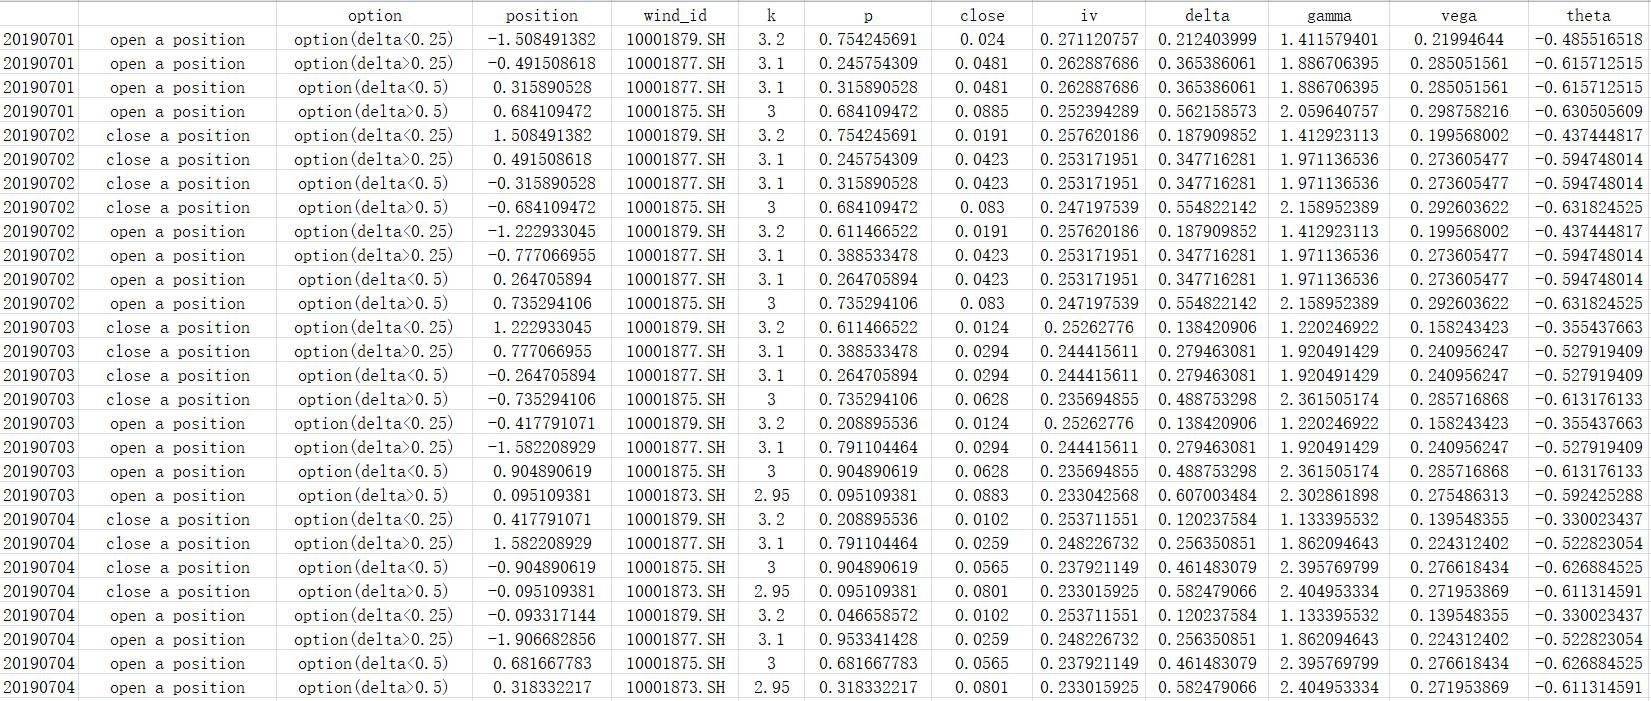 option position wind_id k p close iv delta gamma vega theta
20190701 open a position option(delta<0.25) -1.508491382 10001879.SH 3.2 0.754245691 0.024 0.271120757 0.212403999 1.411579401 0.21994644 -0.485516518
20190701 open a position option(delta>0.25) -0.491508618 10001877.SH 3.1 0.245754309 0.0481 0.262887686 0.365386061 1.886706395 0.285051561 -0.615712515
20190701 open a position option(delta<0.5) 0.315890528 10001877.SH 3.1 0.315890528 0.0481 0.262887686 0.365386061 1.886706395 0.285051561 -0.615712515
20190701 open a position option(delta>0.5) 0.684109472 10001875.SH 3 0.684109472 0.0885 0.252394289 0.562158573 2.059640757 0.298758216 -0.630505609
20190702 close a position option(delta<0.25) 1.508491382 10001879.SH 3.2 0.754245691 0.0191 0.257620186 0.187909852 1.412923113 0.199568002 -0.437444817
20190702 close a position option(delta>0.25) 0.491508618 10001877.SH 3.1 0.245754309 0.0423 0.253171951 0.347716281 1.971136536 0.273605477 -0.594748014
20190702 close a position option(delta<0.5) -0.315890528 10001877.SH 3.1 0.315890528 0.0423 0.253171951 0.347716281 1.971136536 0.273605477 -0.594748014
20190702 close a position option(delta>0.5) -0.684109472 10001875.SH 3 0.684109472 0.083 0.247197539 0.554822142 2.158952389 0.292603622 -0.631824525
20190702 open a position option(delta<0.25) -1.222933045 10001879.SH 3.2 0.611466522 0.0191 0.257620186 0.187909852 1.412923113 0.199568002 -0.437444817
20190702 open a position option(delta>0.25) -0.777066955 10001877.SH 3.1 0.388533478 0.0423 0.253171951 0.347716281 1.971136536 0.273605477 -0.594748014
20190702 open a position option(delta<0.5) 0.264705894 10001877.SH 3.1 0.264705894 0.0423 0.253171951 0.347716281 1.971136536 0.273605477 -0.594748014
20190702 open a position option(delta>0.5) 0.735294106 10001875.SH 3 0.735294106 0.083 0.247197539 0.554822142 2.158952389 0.292603622 -0.631824525
20190703 close a position option(delta<0.25) 1.222933045 10001879.SH 3.2 0.611466522 0.0124 0.25262776 0.138420906 1.220246922 0.158243423 -0.355437663
20190703 close a position option(delta>0.25) 0.777066955 10001877.SH 3.1 0.388533478 0.0294 0.244415611 0.279463081 1.920491429 0.240956247 -0.527919409
20190703 close a position option(delta<0.5) -0.264705894 10001877.SH 3.1 0.264705894 0.0294 0.244415611 0.279463081 1.920491429 0.240956247 -0.527919409
20190703 close a position option(delta>0.5) -0.735294106 10001875.SH 3 0.735294106 0.0628 0.235694855 0.488753298 2.361505174 0.285716868 -0.613176133
20190703 open a position option(delta<0.25) -0.417791071 10001879.SH 3.2 0.208895536 0.0124 0.25262776 0.138420906 1.220246922 0.158243423 -0.355437663
20190703 open a position option(delta>0.25) -1.582208929 10001877.SH 3.1 0.791104464 0.0294 0.244415611 0.279463081 1.920491429 0.240956247 -0.527919409
20190703 open a position option(delta<0.5) 0.904890619 10001875.SH 3 0.904890619 0.0628 0.235694855 0.488753298 2.361505174 0.285716868 -0.613176133
20190703 open a position option(delta>0.5) 0.095109381 10001873.SH 2.95 0.095109381 0.0883 0.233042568 0.607003484 2.302861898 0.275486313 -0.592425288
20190704 close a position option(delta<0.25) 0.417791071 10001879.SH 3.2 0.208895536 0.0102 0.253711551 0.120237584 1.133395532 0.139548355 -0.330023437
20190704 close a position option(delta>0.25) 1.582208929 10001877.SH 3.1 0.791104464 0.0259 0.248226732 0.256350851 1.862094643 0.224312402 -0.522823054
20190704 close a position option(delta<0.5) -0.904890619 10001875.SH 3 0.904890619 0.0565 0.237921149 0.461483079 2.395769799 0.276618434 -0.626884525
20190704 close a position option(delta>0.5) -0.095109381 10001873.SH 2.95 0.095109381 0.0801 0.233015925 0.582479066 2.404953334 0.271953869 -0.611314591
20190704 open a position option(delta<0.25) -0.093317144 10001879.SH 3.2 0.046658572 0.0102 0.253711551 0.120237584 1.133395532 0.139548355 -0.330023437
20190704 open a position option(delta>0.25) -1.906682856 10001877.SH 3.1 0.953341428 0.0259 0.248226732 0.256350851 1.862094643 0.224312402 -0.522823054
20190704 open a position option(delta<0.5) 0.681667783 10001875.SH 3 0.681667783 0.0565 0.237921149 0.461483079 2.395769799 0.276618434 -0.626884525
20190704 open a position option(delta>0.5) 0.318332217 10001873.SH 2.95 0.318332217 0.0801 0.233015925 0.582479066 2.404953334 0.271953869 -0.611314591